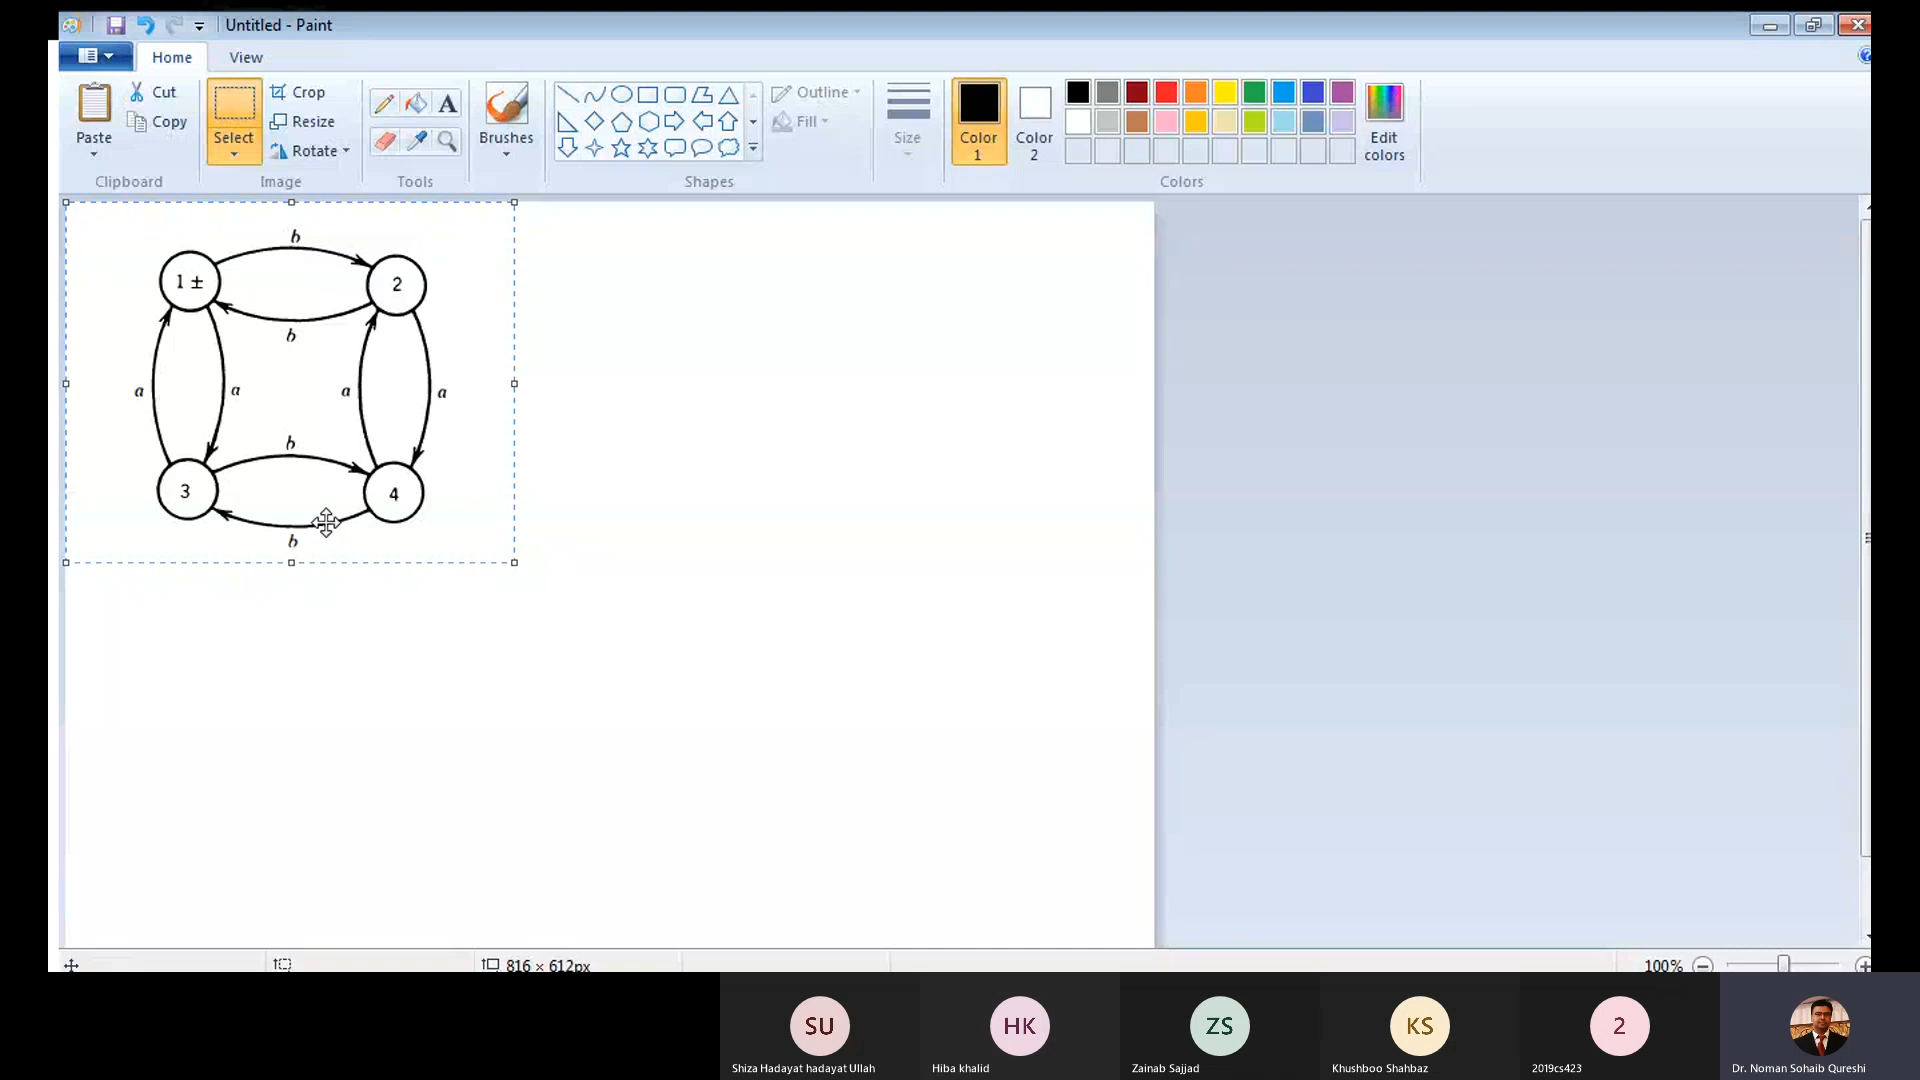 Untitled - Paint
Home View
Paste
Cut
Copy
Clipboard
Select
Crop
Resize
Rotate
Image
A
Tools
Brushes
Outline
Fill
Shapes
Size
Color 1
Color 2
Edit colors
Colors
b
1 ± 2
b
a a a a
b
3 4
b
816 × 612px
100%
SU HK ZS KS 2
Shiza Hadayat hadayat Ullah Hiba khalid Zainab Sajjad Khushboo Shahbaz 2019cs423 Dr. Noman Sohaib Qureshi